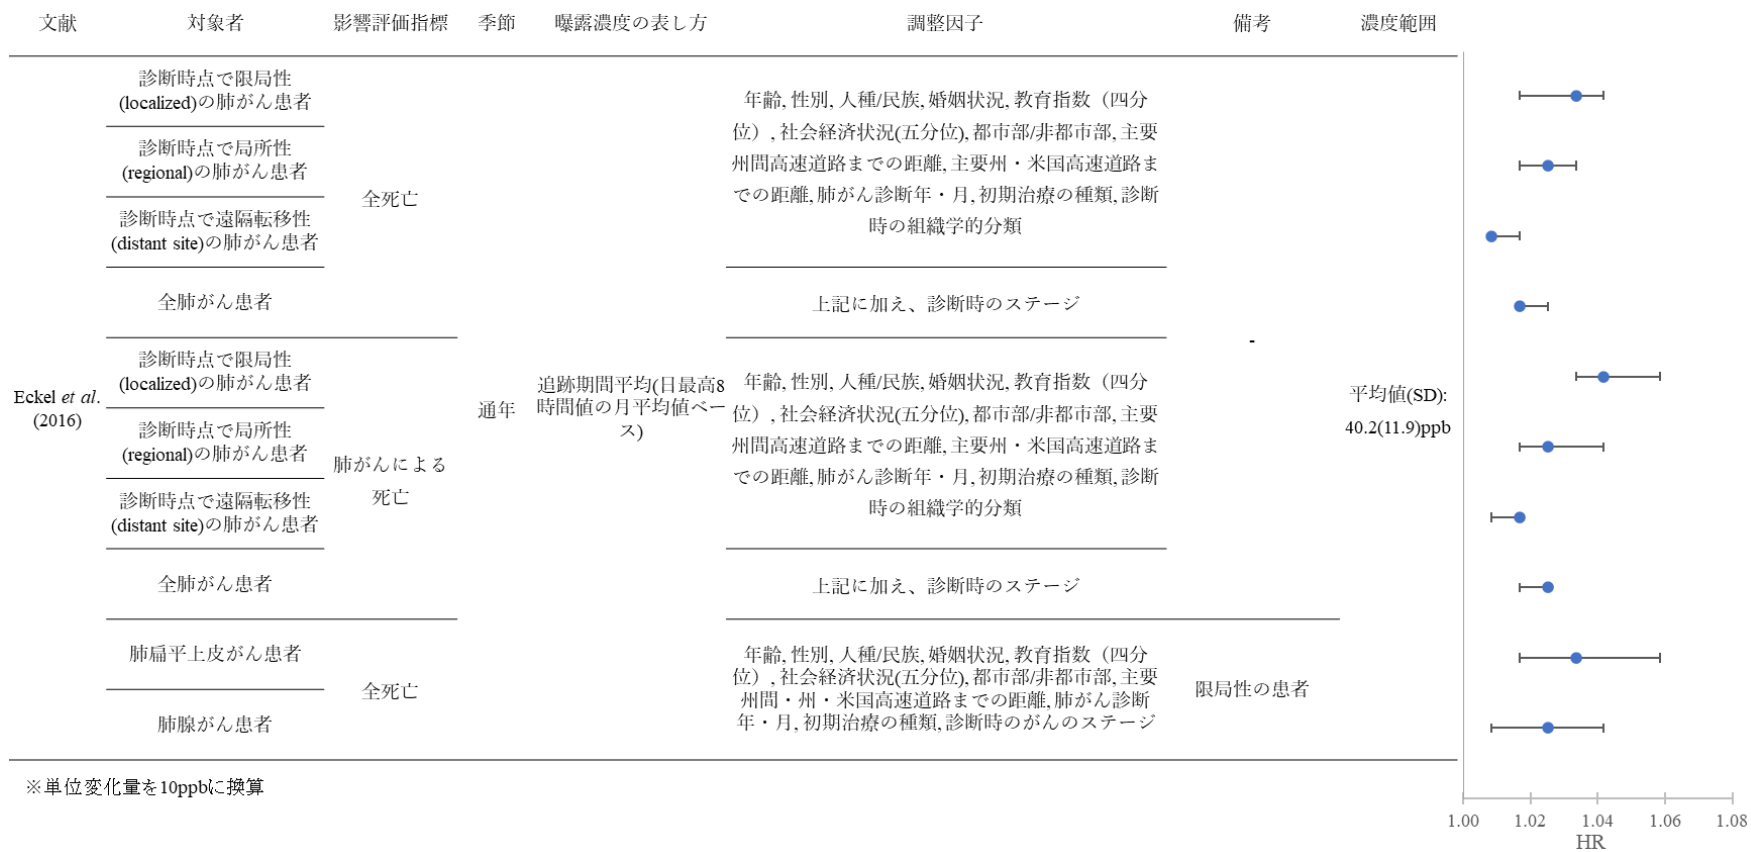 文献 対象者 影響評価指標 季節 曝露濃度の表し方 調整因子 備考 濃度範囲
診断時点で限局性
(localized)の肺がん患者
診断時点で局所性
(regional)の肺がん患者
診断時点で遠隔転移性
(distant site)の肺がん患者
全肺がん患者
全死亡
年齢, 性別, 人種/民族, 婚姻状況, 教育指数（四分
位）, 社会経済状況(五分位), 都市部/非都市部, 主要
州間高速道路までの距離, 主要州・米国高速道路ま
での距離, 肺がん診断年・月, 初期治療の種類, 診断
時の組織学的分類
上記に加え、診断時のステージ
-
Eckel et al.
(2016)
診断時点で限局性
(localized)の肺がん患者
診断時点で局所性
(regional)の肺がん患者
診断時点で遠隔転移性
(distant site)の肺がん患者
全肺がん患者
肺がんによる
死亡
通年
追跡期間平均(日最高8
時間値の月平均値ベー
ス)
年齢, 性別, 人種/民族, 婚姻状況, 教育指数（四分
位）, 社会経済状況(五分位), 都市部/非都市部, 主要
州間高速道路までの距離, 主要州・米国高速道路ま
での距離, 肺がん診断年・月, 初期治療の種類, 診断
時の組織学的分類
上記に加え、診断時のステージ
平均値(SD):
40.2(11.9)ppb
肺扁平上皮がん患者
肺腺がん患者
全死亡
年齢, 性別, 人種/民族, 婚姻状況, 教育指数（四分
位）, 社会経済状況(五分位), 都市部/非都市部, 主要
州間・州・米国高速道路までの距離, 肺がん診断
年・月, 初期治療の種類, 診断時のがんのステージ
限局性の患者
※単位変化量を10ppbに換算
1.00 1.02 1.04 1.06 1.08
HR